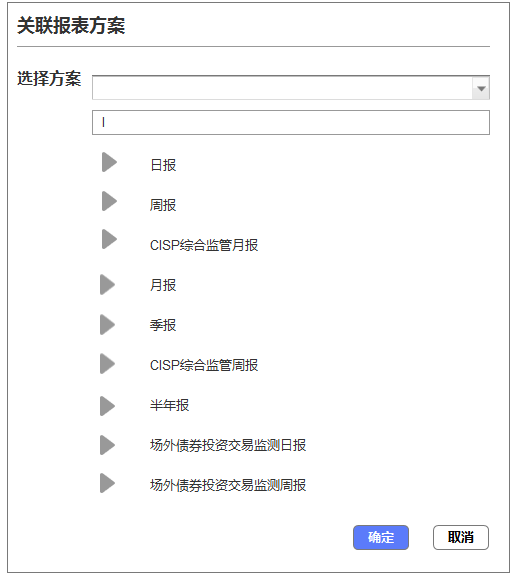 关联报表方案
选择方案
日报
周报
CISP综合监管月报
月报
季报
CISP综合监管周报
半年报
场外债券投资交易监测日报
场外债券投资交易监测周报
确定 取消